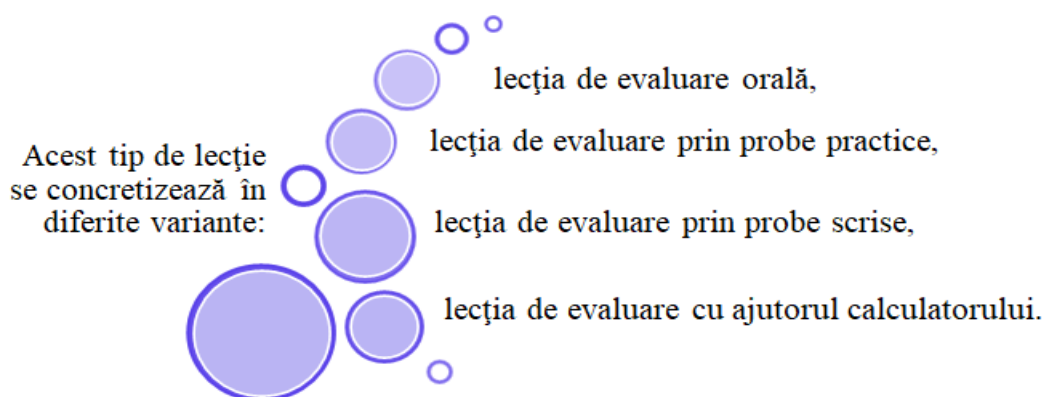 Acest tip de lecţie
se concretizează în
diferite variante:
lecţia de evaluare orală,
lecţia de evaluare prin probe practice,
lecţia de evaluare prin probe scrise,
lecţia de evaluare cu ajutorul calculatorului.